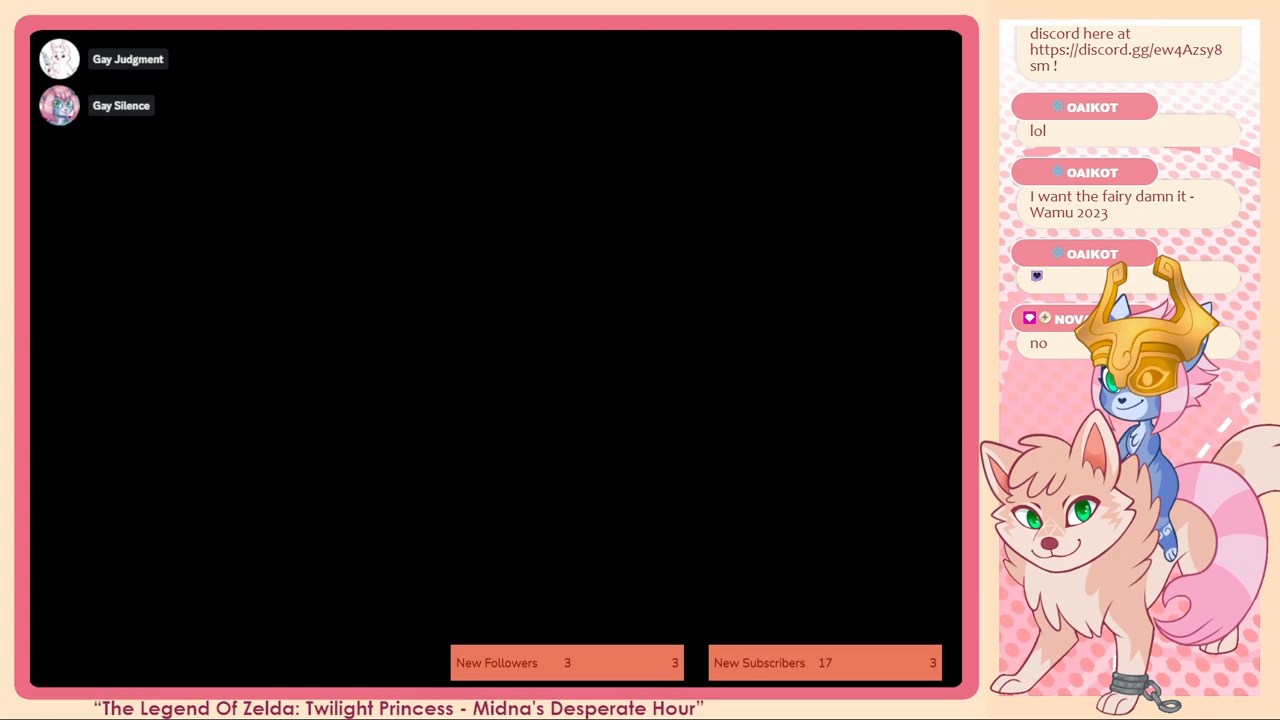 Gay Judgment
Gay Silence
discord here at
https://discord.gg/ew4Azsy8
sm !
OAIKOT
lol
OAIKOT
I want the fairy damn it -
Wamu 2023
OAIKOT
no
New Followers 3 3
New Subscribers 17 3
“The Legend Of Zelda: Twilight Princess - Midna's Desperate Hour”